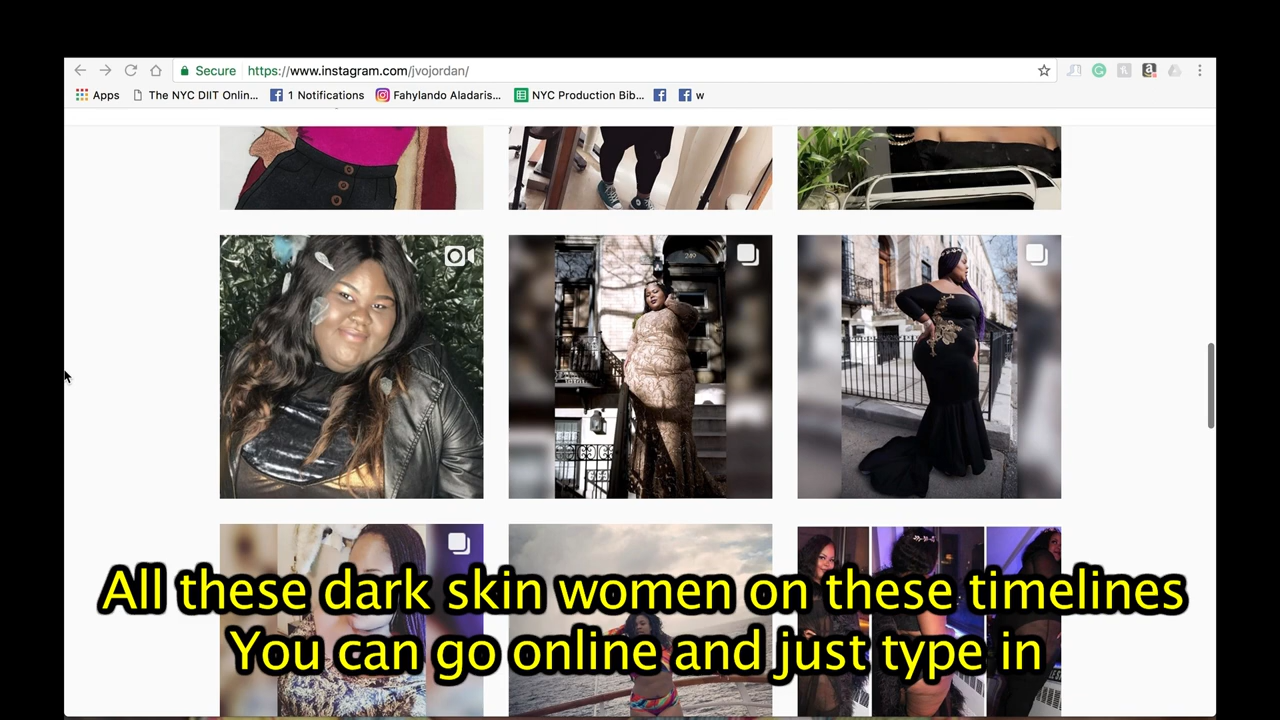 Secure https://www.instagram.com/jvojordan/
Apps The NYC DIIT Onlin... 1 Notifications Fahylando Aladaris... NYC Production Bib... w
249
All these dark skin women on these timelines
You can go online and just type in